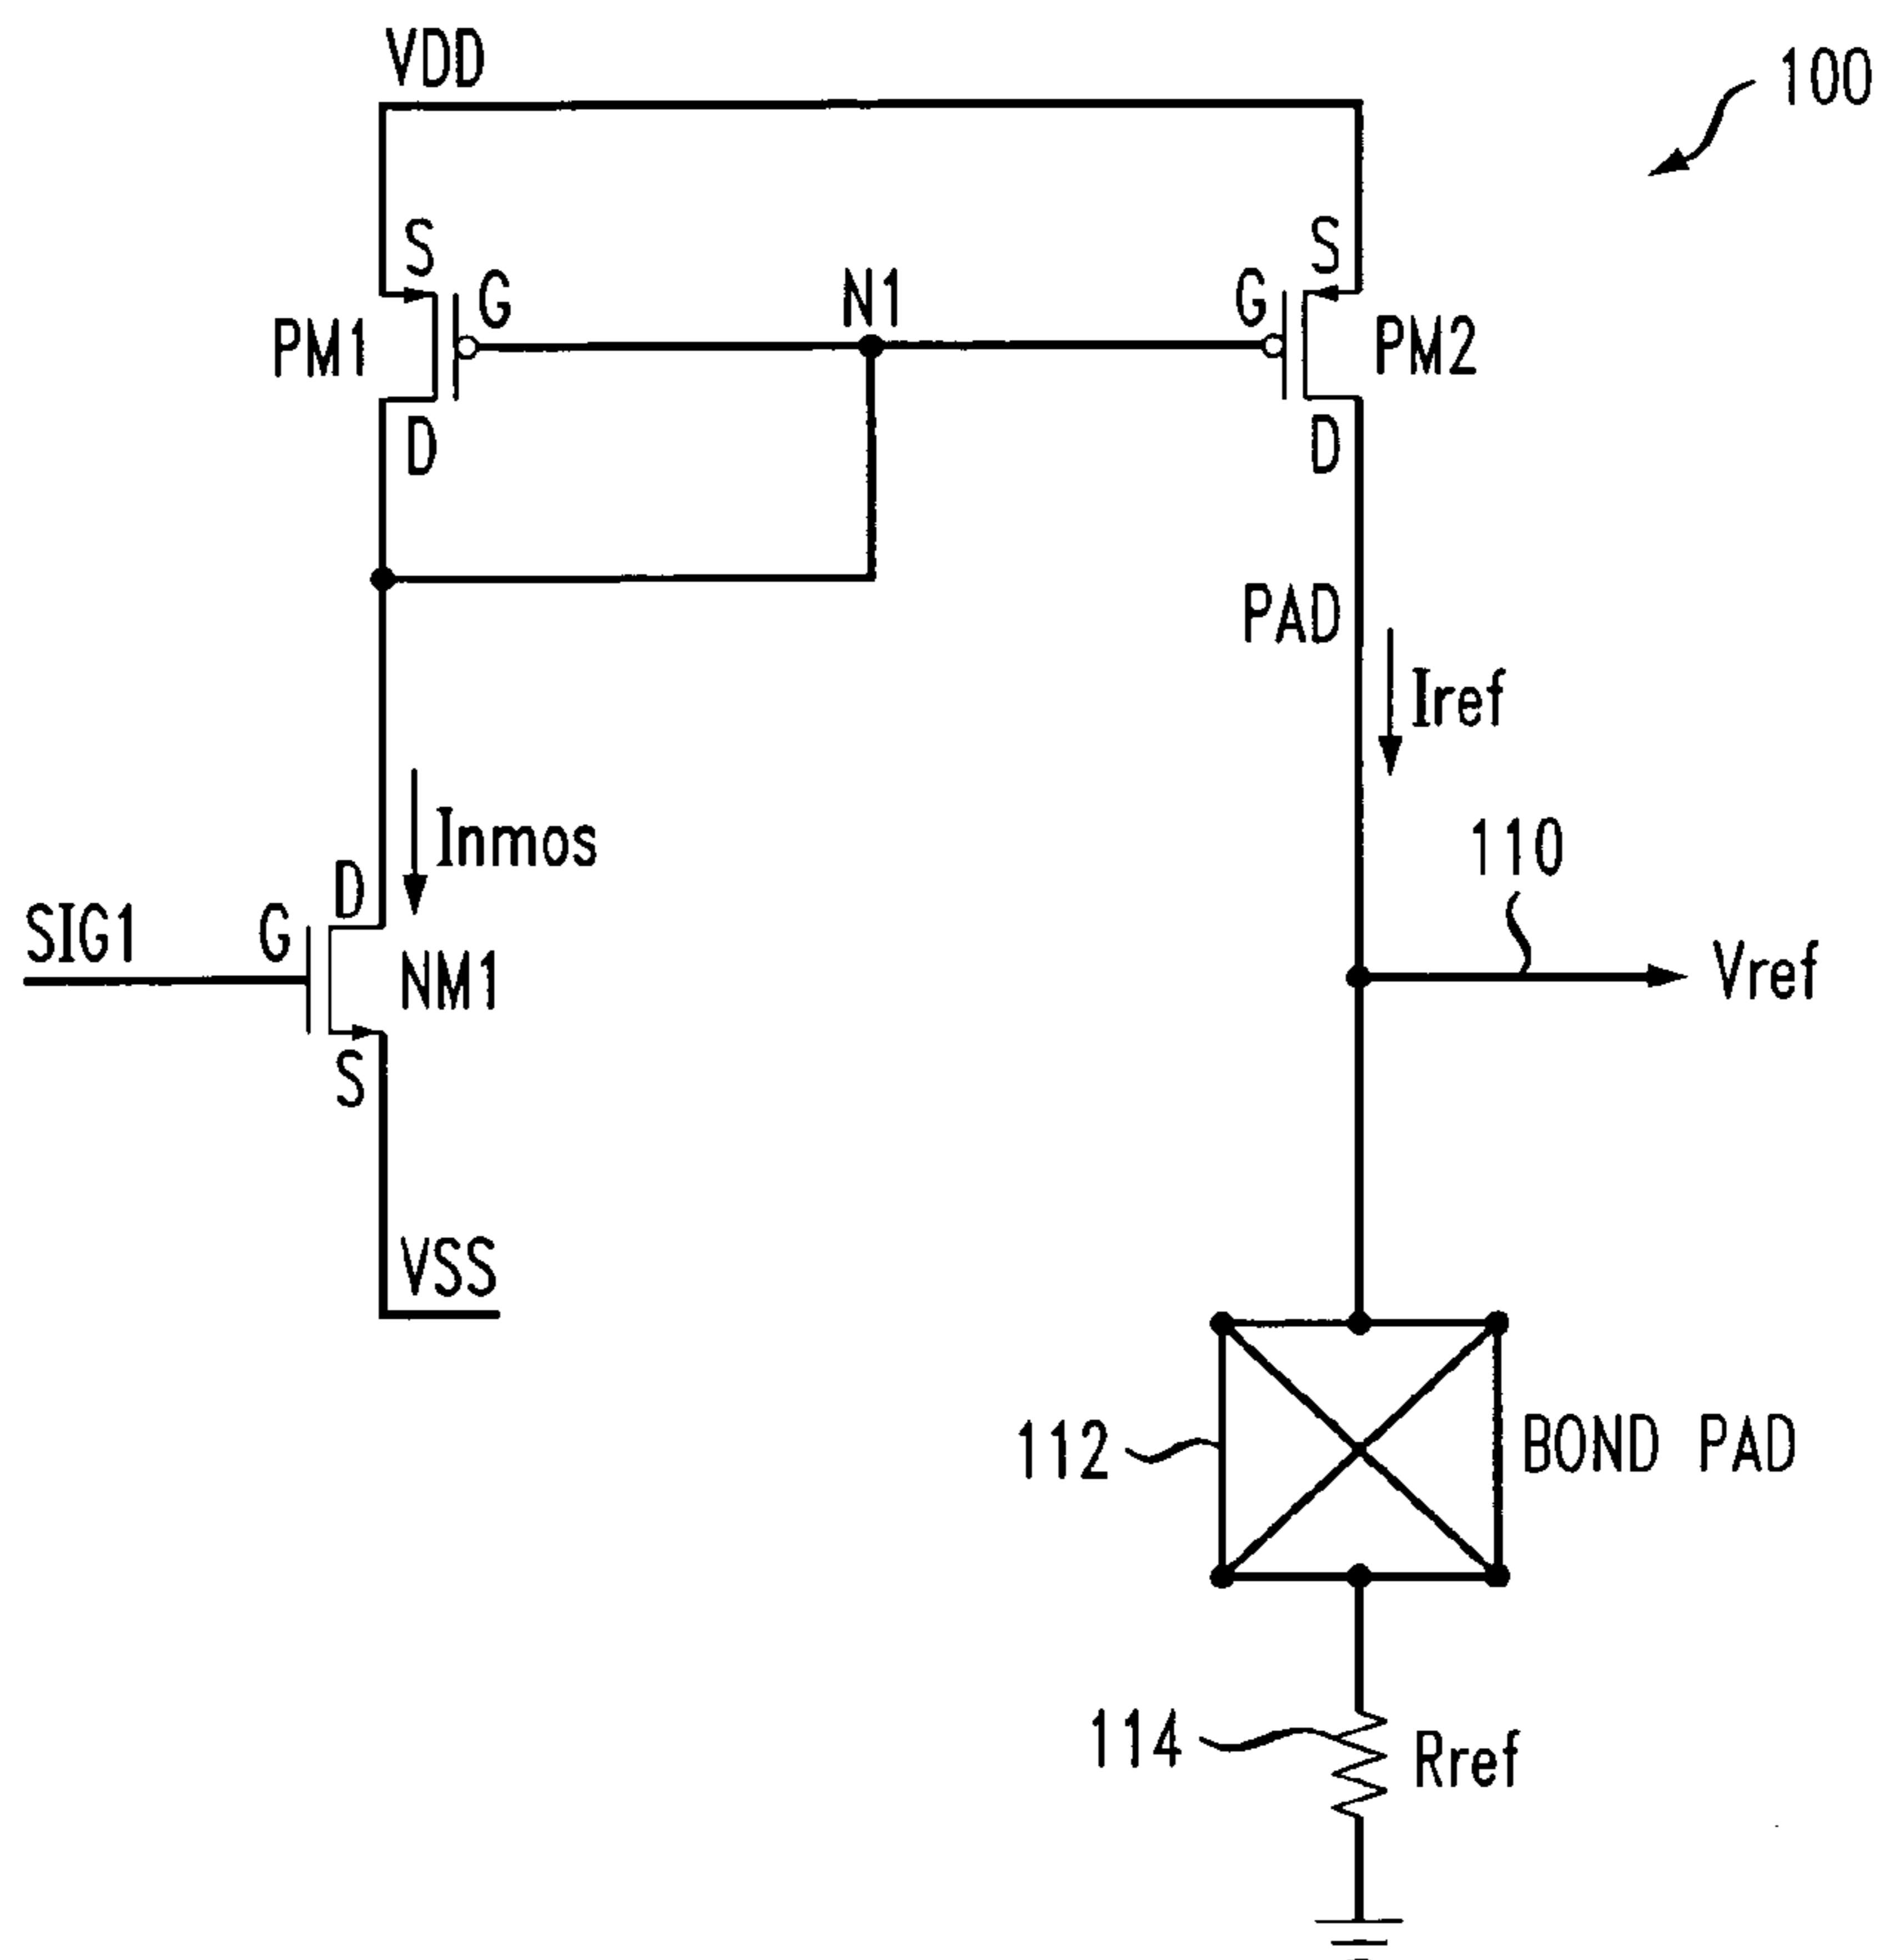 VDD
100
S
S
G
N1
G
PM1
PM2
D
D
PAD
Iref
Inmos
110
D
SIG1
G
NM1
Vref
S
VSS
112
BOND PAD
114
Rref